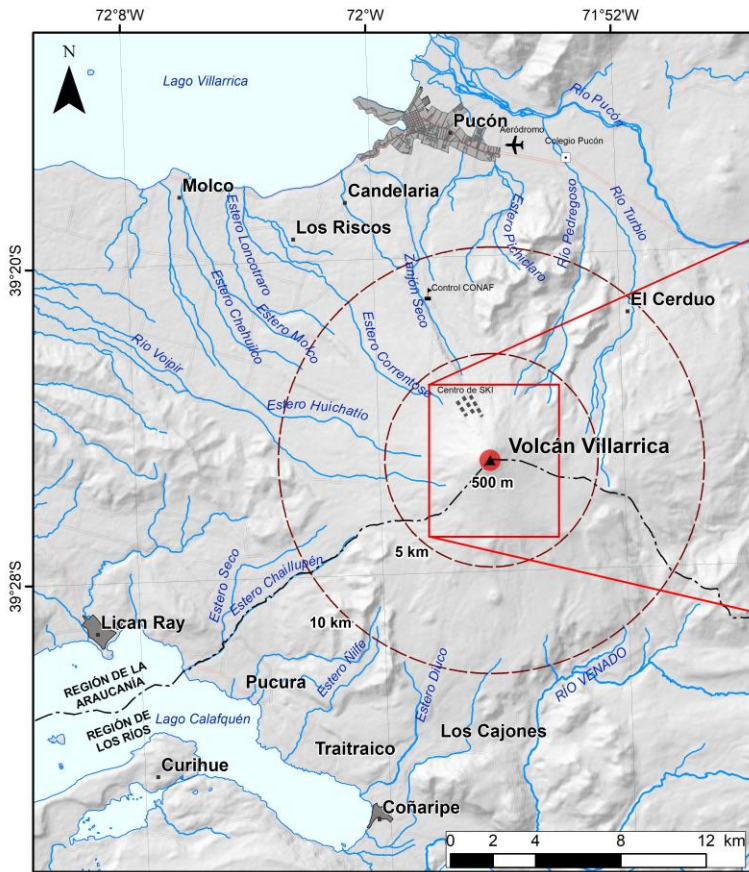 72°8'W
72°W
71°52'W
N
Lago Villarrica
Río Pucón
Pucón
Aeródromo
Colegio Pucón
Molco
Candelaria
Los Riscos
Estero Loncotraro
Estero Chehuilco
Estero Molco
Zanjón Seco
Estero Pichiclaro
Río Pedregoso
Río Turbio
39°20'S
Control CONAF
El Cerduo
Río Voipir
Estero Correntoso
Estero Huichatio
Centro de SKI
Volcán Villarrica
500 m
5 km
39°28'S
Estero Seco
Estero Chaillupén
10 km
Lican Ray
REGIÓN DE LA
ARAUCANÍA
REGIÓN DE
LOS RÍOS
Lago Calafquén
Pucura
Estero Ñilfe
Estero Diuco
RÍO VENADO
Traitraico
Los Cajones
Curihue
Coñaripe
0 2 4 8 12 km